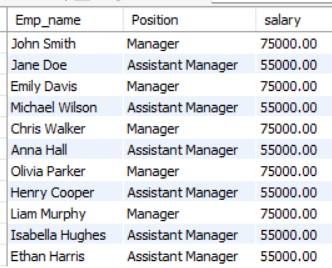 Emp_name Position salary
John Smith Manager 75000.00
Jane Doe Assistant Manager 55000.00
Emily Davis Manager 75000.00
Michael Wilson Assistant Manager 55000.00
Chris Walker Manager 75000.00
Anna Hall Assistant Manager 55000.00
Olivia Parker Manager 75000.00
Henry Cooper Assistant Manager 55000.00
Liam Murphy Manager 75000.00
Isabella Hughes Assistant Manager 55000.00
Ethan Harris Assistant Manager 55000.00